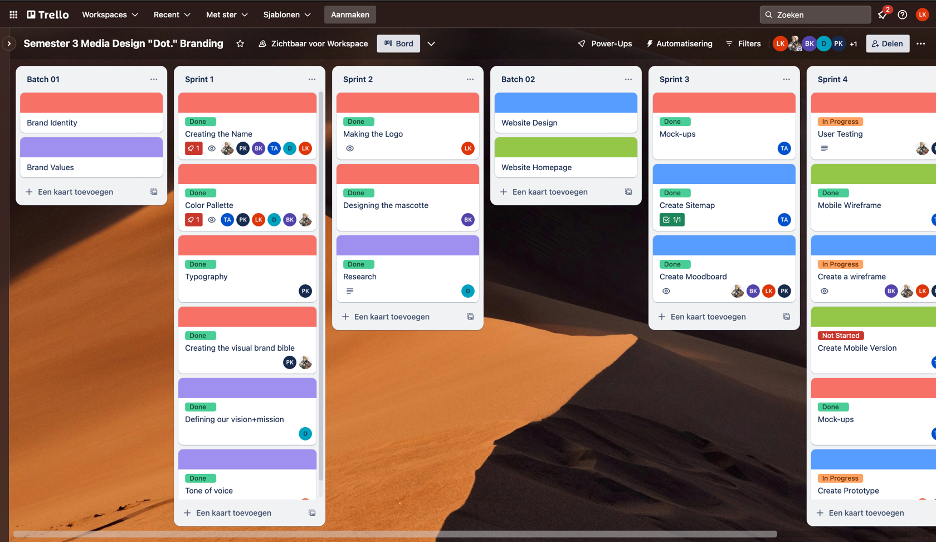 Trello
Workspaces
Recent
Met ster
Sjablonen
Aanmaken
Zoeken
2
LK
Semester 3 Media Design "Dot." Branding
Zichtbaar voor Workspace
Bord
Power-Ups
Automatisering
Filters
LK
BK
D
PK
+1
Delen
Batch 01
Brand Identity
Brand Values
Een kaart toevoegen
Sprint 1
Done
Creating the Name
1
PK
BK
TA
D
LK
Done
Color Pallette
1
TA
PK
LK
D
BK
Done
Typography
PK
Done
Creating the visual brand bible
PK
Done
Defining our vision+mission
D
Done
Tone of voice
Een kaart toevoegen
Sprint 2
Done
Making the Logo
LK
Done
Designing the mascotte
BK
Done
Research
D
Een kaart toevoegen
Batch 02
Website Design
Website Homepage
Een kaart toevoegen
Sprint 3
Done
Mock-ups
TA
Done
Create Sitemap
1/1
TA
Done
Create Moodboard
BK
LK
PK
Een kaart toevoegen
Sprint 4
In Progress
User Testing
Done
Mobile Wireframe
In Progress
Create a wireframe
BK
LK
Not Started
Create Mobile Version
Done
Mock-ups
In Progress
Create Prototype
Een kaart toevoegen